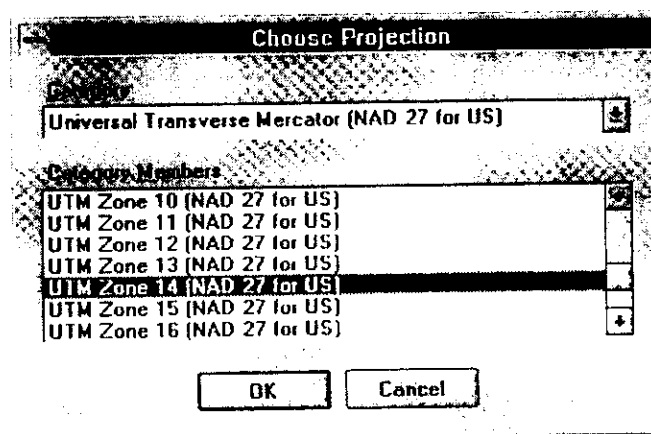 Choose Projection
Category
Universal Transverse Mercator (NAD 27 for US)
Category Members
UTM Zone 10 (NAD 27 for US)
UTM Zone 11 (NAD 27 for US)
UTM Zone 12 (NAD 27 for US)
UTM Zone 13 (NAD 27 for US)
UTM Zone 14 (NAD 27 for US)
UTM Zone 15 (NAD 27 for US)
UTM Zone 16 (NAD 27 for US)
OK
Cancel